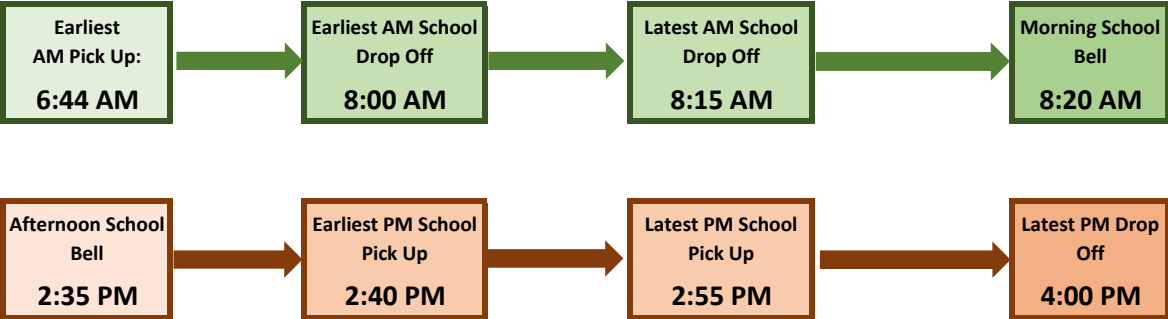 Earliest
AM Pick Up:
6:44 AM
Earliest AM School
Drop Off
8:00 AM
Latest AM School
Drop Off
8:15 AM
Morning School
Bell
8:20 AM
Afternoon School
Bell
2:35 PM
Earliest PM School
Pick Up
2:40 PM
Latest PM School
Pick Up
2:55 PM
Latest PM Drop
Off
4:00 PM